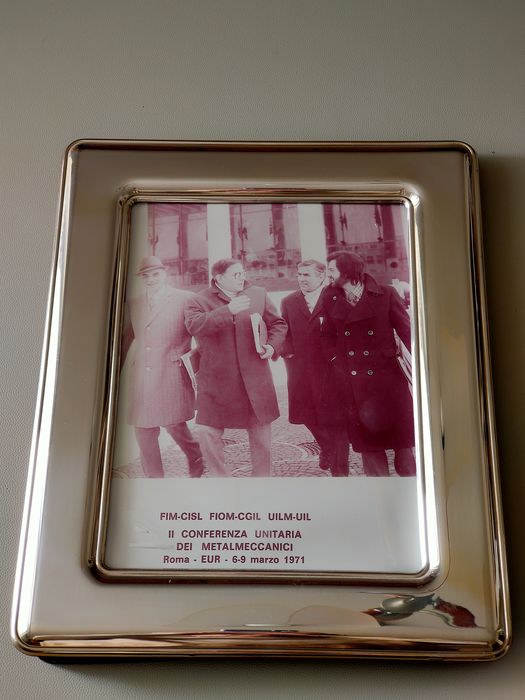 FIM-CISL FIOM-CGIL UILM-UIL
II CONFERENZA UNITARIA
DEI METALMECCANICI
Roma - EUR - 6-9 marzo 1971